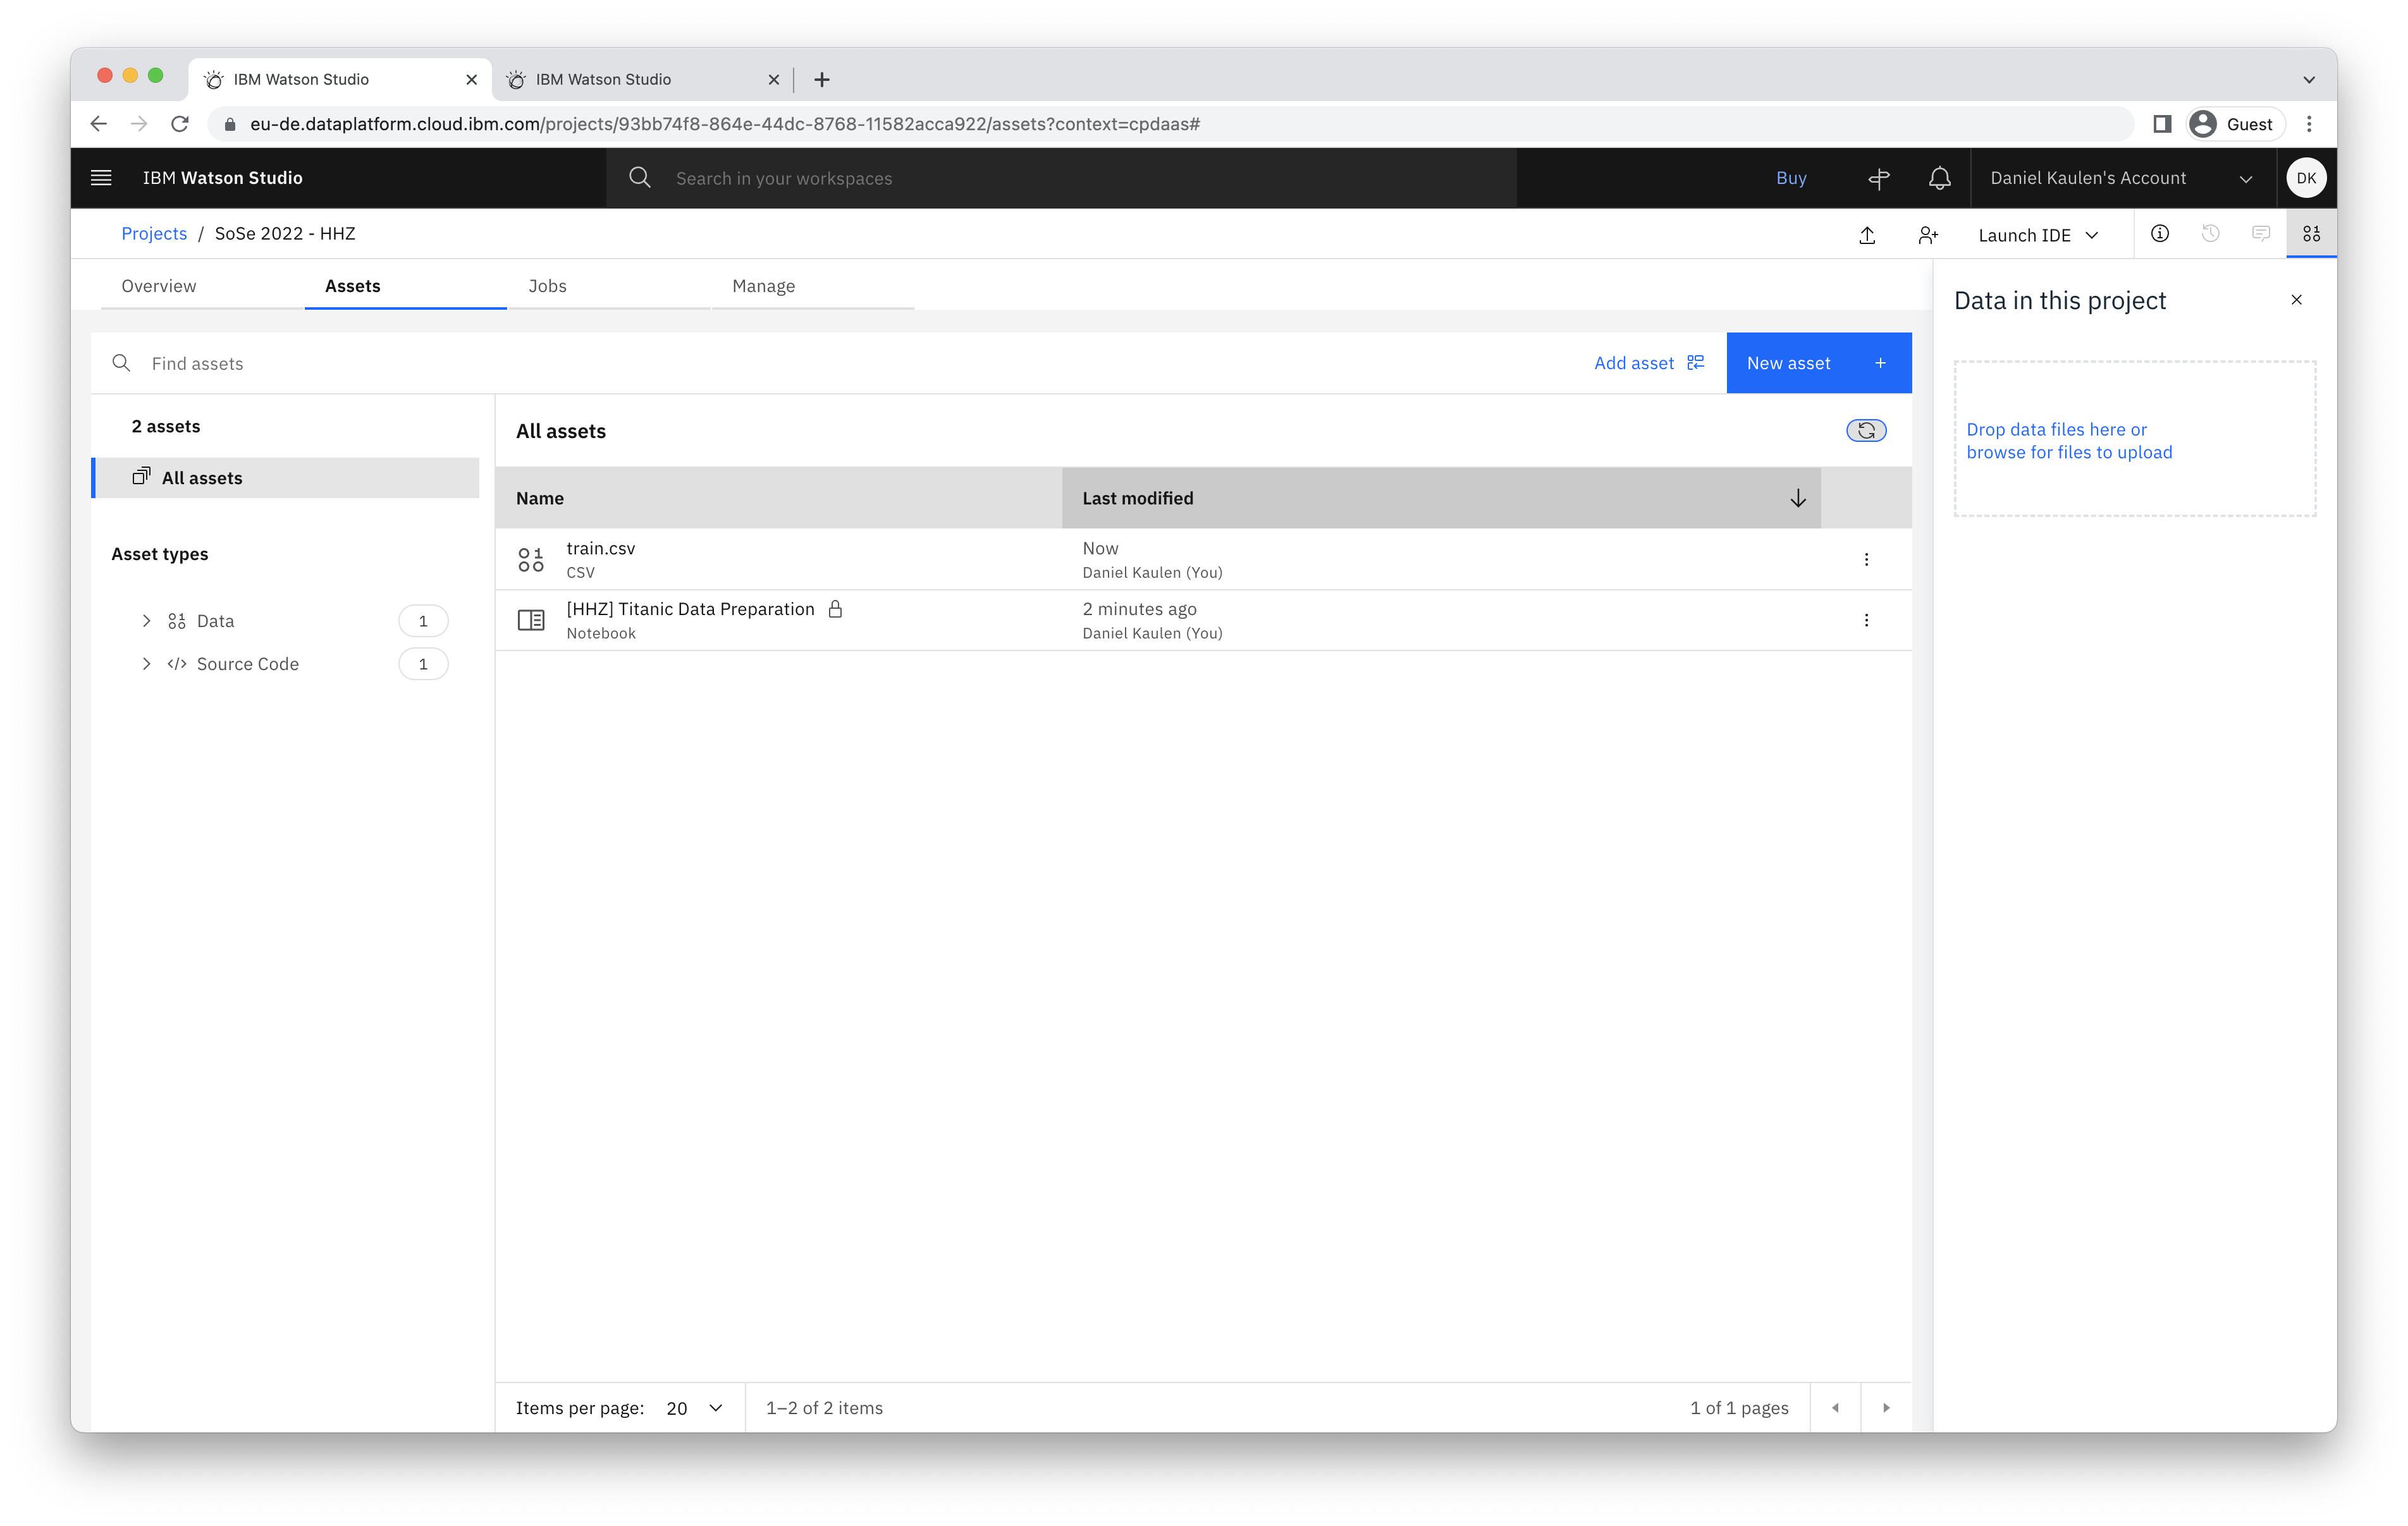 IBM Watson Studio
IBM Watson Studio
eu-de.dataplatform.cloud.ibm.com/projects/93bb74f8-864e-44dc-8768-11582acca922/assets?context=cpdaas#
Guest
IBM Watson Studio
Search in your workspaces
Buy
Daniel Kaulen's Account
DK
Projects / SoSe 2022 - HHZ
Launch IDE
Overview
Assets
Jobs
Manage
Data in this project
Find assets
Add asset
New asset +
Drop data files here or
browse for files to upload
2 assets
All assets
All assets
Name
Last modified
train.csv
CSV
Now
Daniel Kaulen (You)
[HHZ] Titanic Data Preparation
Notebook
2 minutes ago
Daniel Kaulen (You)
Asset types
Data
1
</> Source Code
1
Items per page: 20
1–2 of 2 items
1 of 1 pages